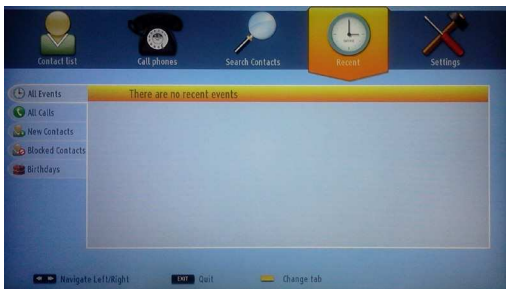 Contact list
Call phones
Search Contacts
Recent
Settings
All Events
There are no recent events
All Calls
New Contacts
Blocked Contacts
Birthdays
Navigate Left/Right
EXIT Quit
Change tab